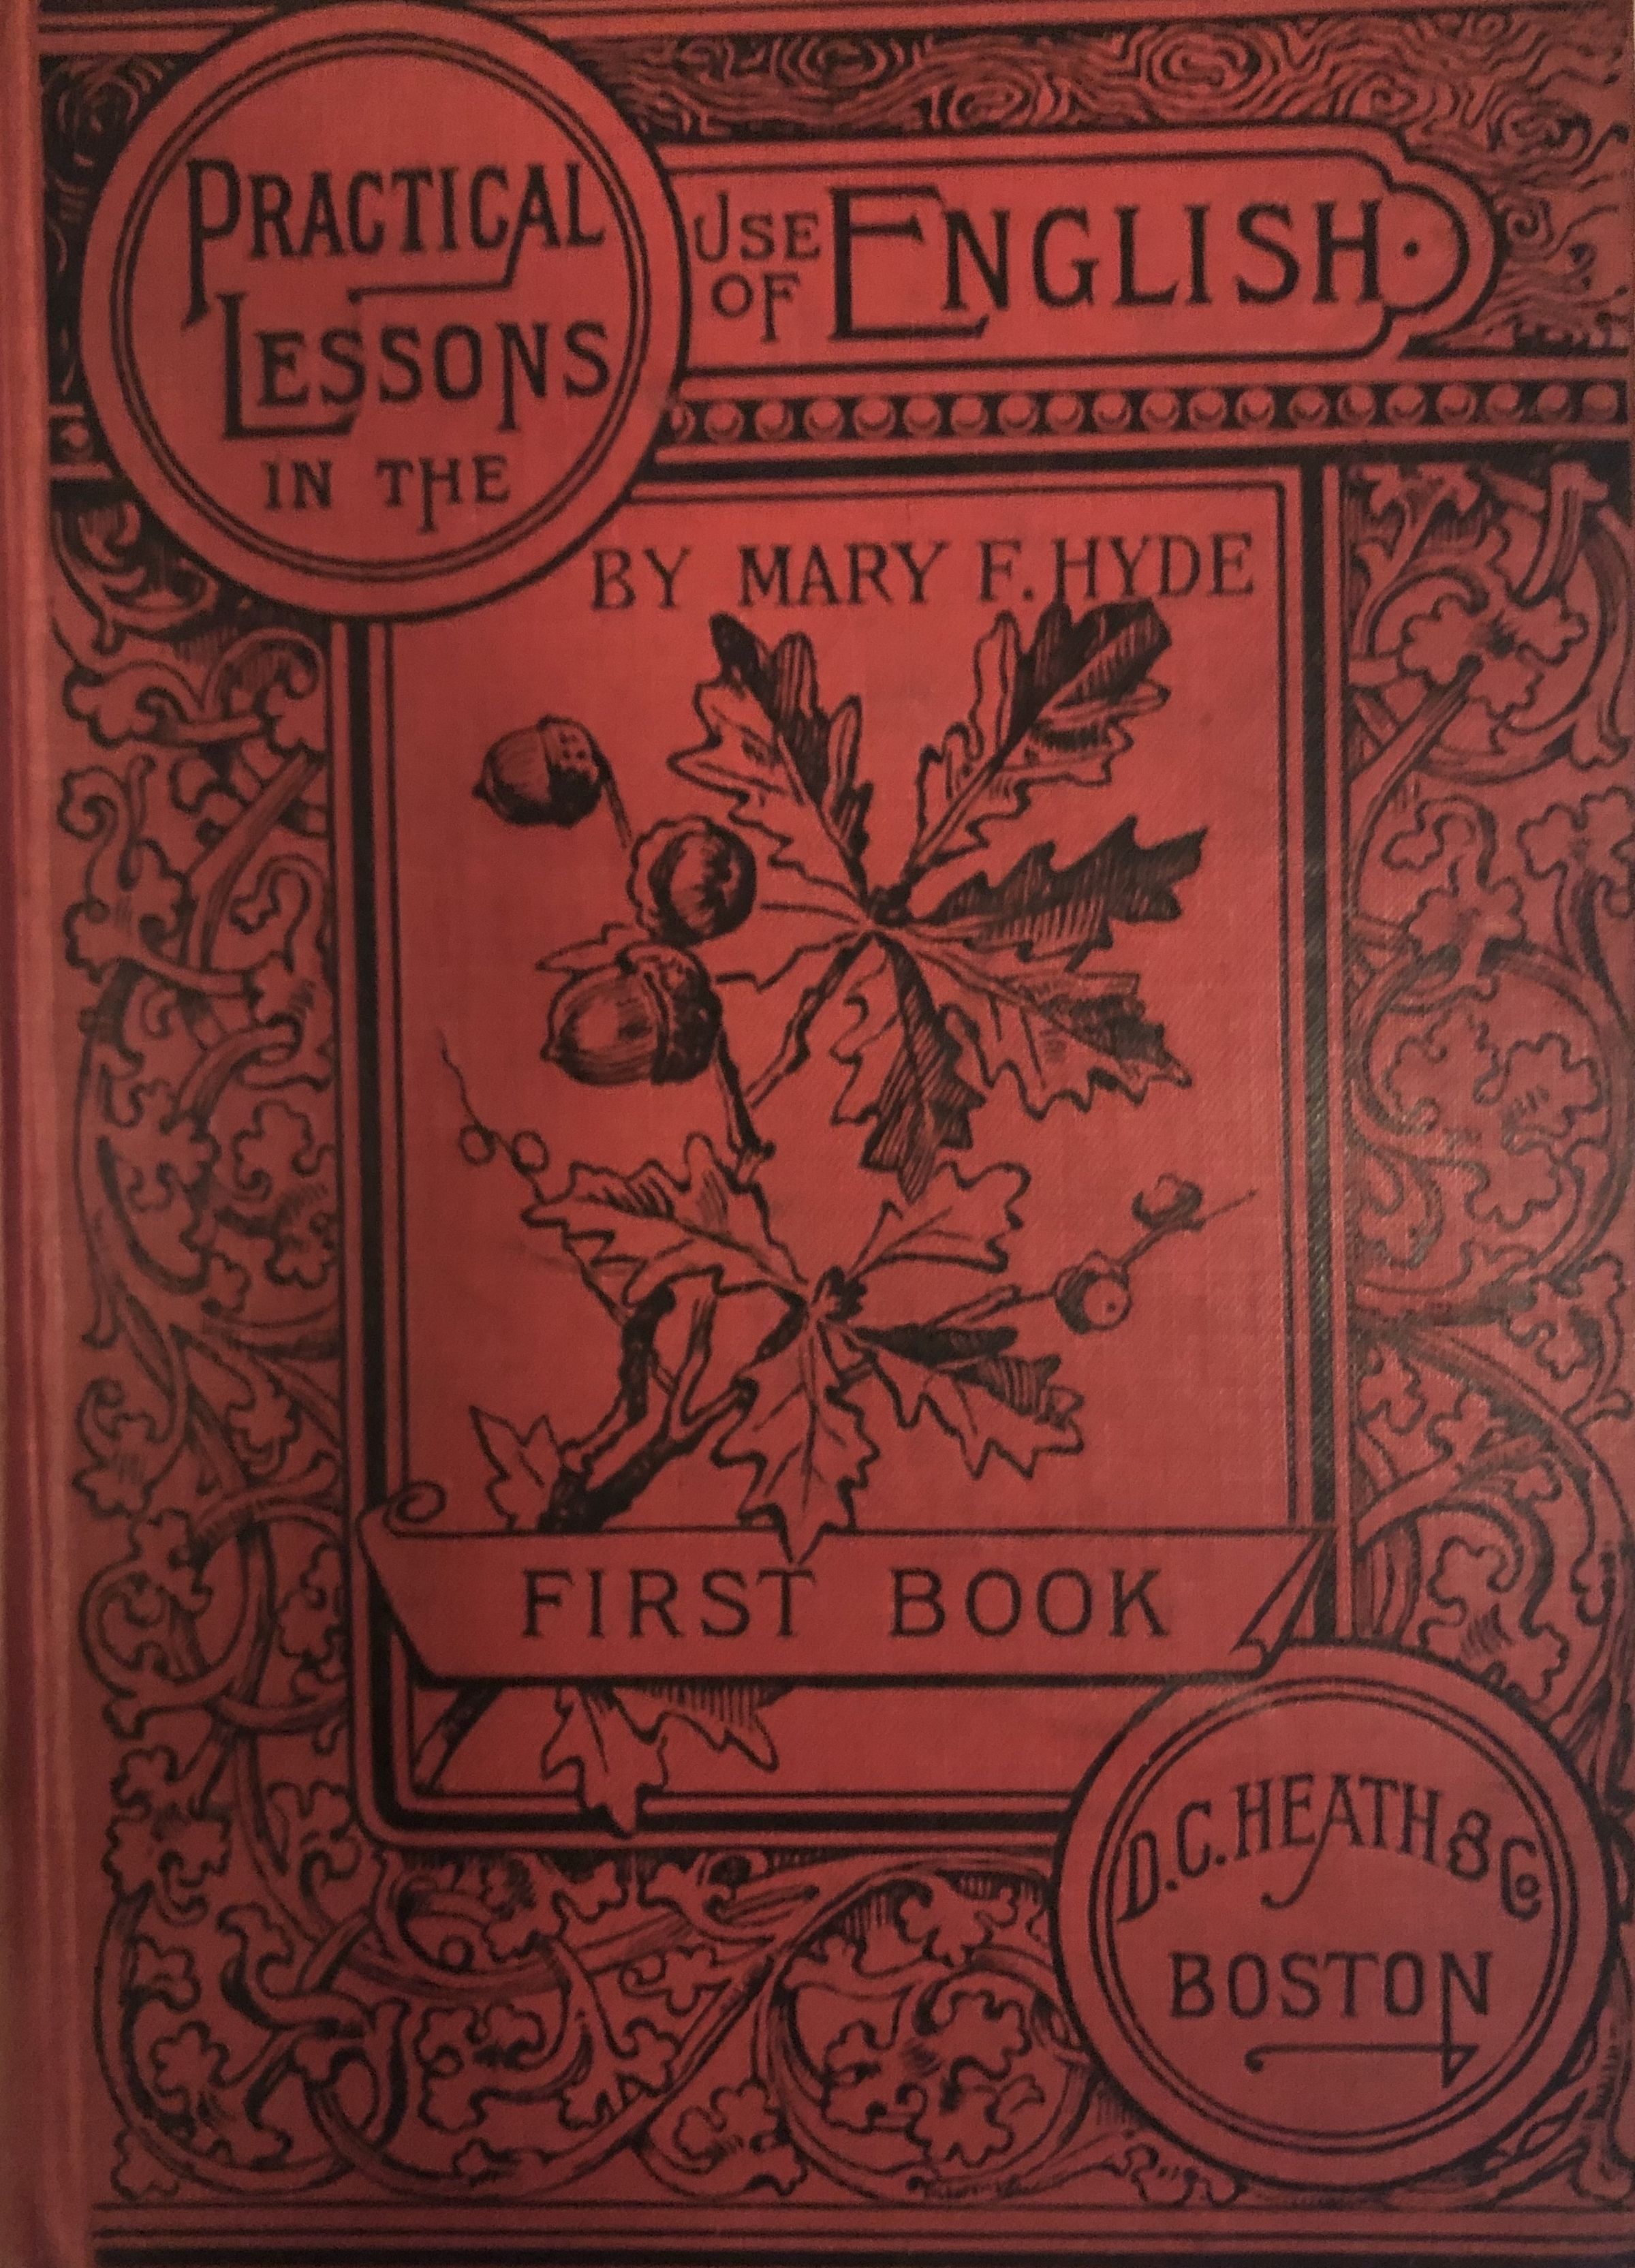 PRACTICAL
LESSONS
IN THE
USE
OF
ENGLISH
BY MARY F. HYDE
FIRST BOOK
D.C. HEATH & Co
BOSTON